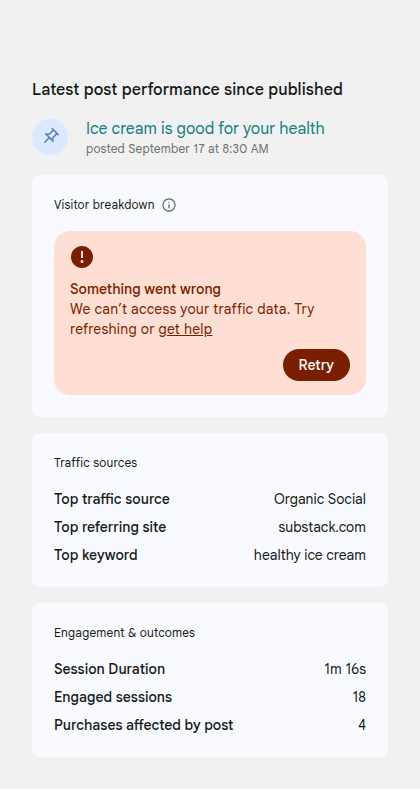 Latest post performance since published
Ice cream is good for your health
posted September 17 at 8:30 AM
Visitor breakdown
Something went wrong
We can’t access your traffic data. Try
refreshing or get help
Retry
Traffic sources
Top traffic source Organic Social
Top referring site substack.com
Top keyword healthy ice cream
Engagement & outcomes
Session Duration 1m 16s
Engaged sessions 18
Purchases affected by post 4